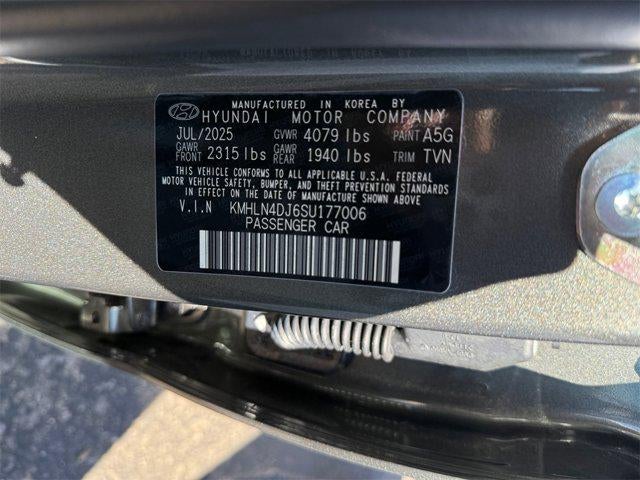 MANUFACTURED IN KOREA BY
HYUNDAI MOTOR COMPANY
JUL/2025 GVWR 4079 lbs PAINT A5G
GAWR FRONT 2315 lbs GAWR REAR 1940 lbs TRIM TVN
THIS VEHICLE CONFORMS TO ALL APPLICABLE U.S.A. FEDERAL
MOTOR VEHICLE SAFETY, BUMPER, AND THEFT PREVENTION STANDARDS
IN EFFECT ON THE DATE OF MANUFACTURE SHOWN ABOVE
V.I.N KMHLN4DJ6SU177006
PASSENGER CAR